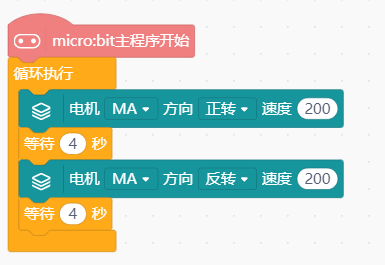 micro:bit主程序开始
循环执行
电机 MA 方向 正转 速度 200
等待 4 秒
电机 MA 方向 反转 速度 200
等待 4 秒